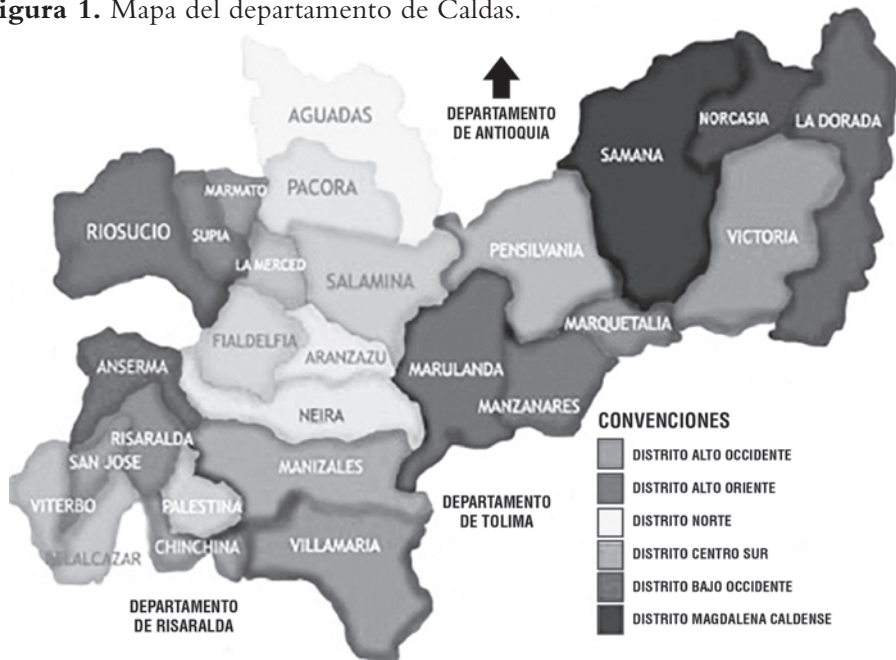 igura 1. Mapa del departamento de Caldas.
AGUADAS
DEPARTAMENTO
DE ANTIOQUIA
NORCASIA
LA DORADA
SAMANA
MARMATO
PACORA
RIOSUCIO
SUPIA
PENSILVANIA
VICTORIA
LA MERCED
SALAMINA
MARQUETALIA
FIALDELFIA
ARANZAZU
ANSERMA
MARULANDA
MANZANARES
NEIRA
CONVENCIONES
RISARALDA
SAN JOSE
MANIZALES
DISTRITO ALTO OCCIDENTE
DISTRITO ALTO ORIENTE
VITERBO
PALESTINA
DEPARTAMENTO
DE TOLIMA
DISTRITO NORTE
CHINCHINA
VILLAMARIA
BELALCAZAR
DISTRITO CENTRO SUR
DISTRITO BAJO OCCIDENTE
DEPARTAMENTO
DE RISARALDA
DISTRITO MAGDALENA CALDENSE